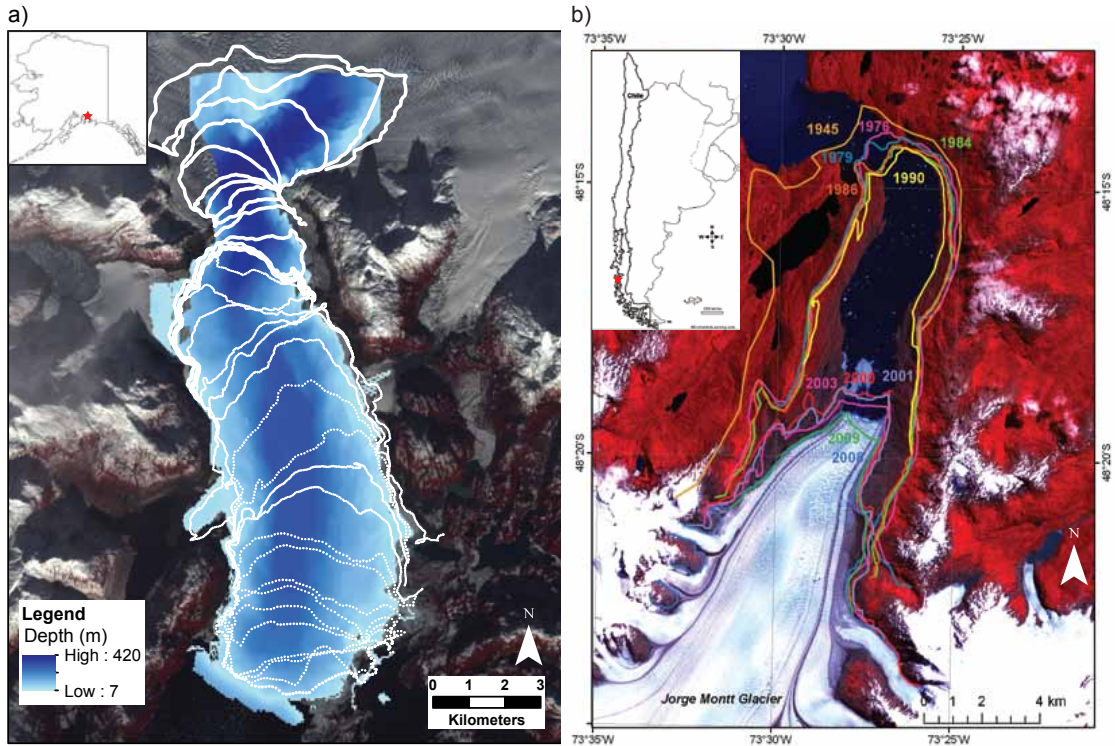 a)
Legend
Depth (m)
High : 420
Low : 7
N
0 1 2 3
Kilometers
b)
73°35'W 73°30'W 73°25'W
Chile
1945
1976
1984
1979
1990
1986
48°15'S
48°15'S
2003
2001
2009
2008
48°20'S
48°20'S
N
Jorge Montt Glacier
0 1 2 4 km
73°35'W 73°30'W 73°25'W